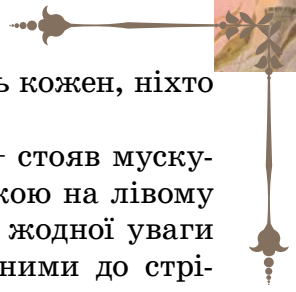 ь кожен, ніхто
стояв муску-
кою на лівому
жодної уваги
ними до стрі-